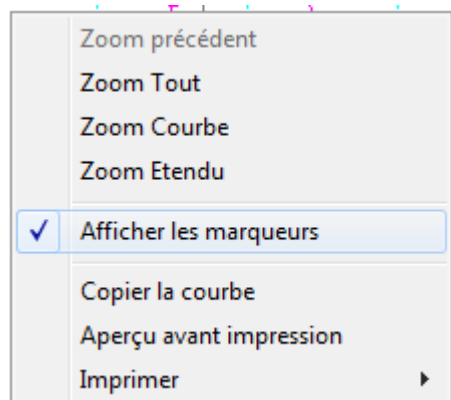 Zoom précédent
Zoom Tout
Zoom Courbe
Zoom Etendu
Afficher les marqueurs
Copier la courbe
Aperçu avant impression
Imprimer